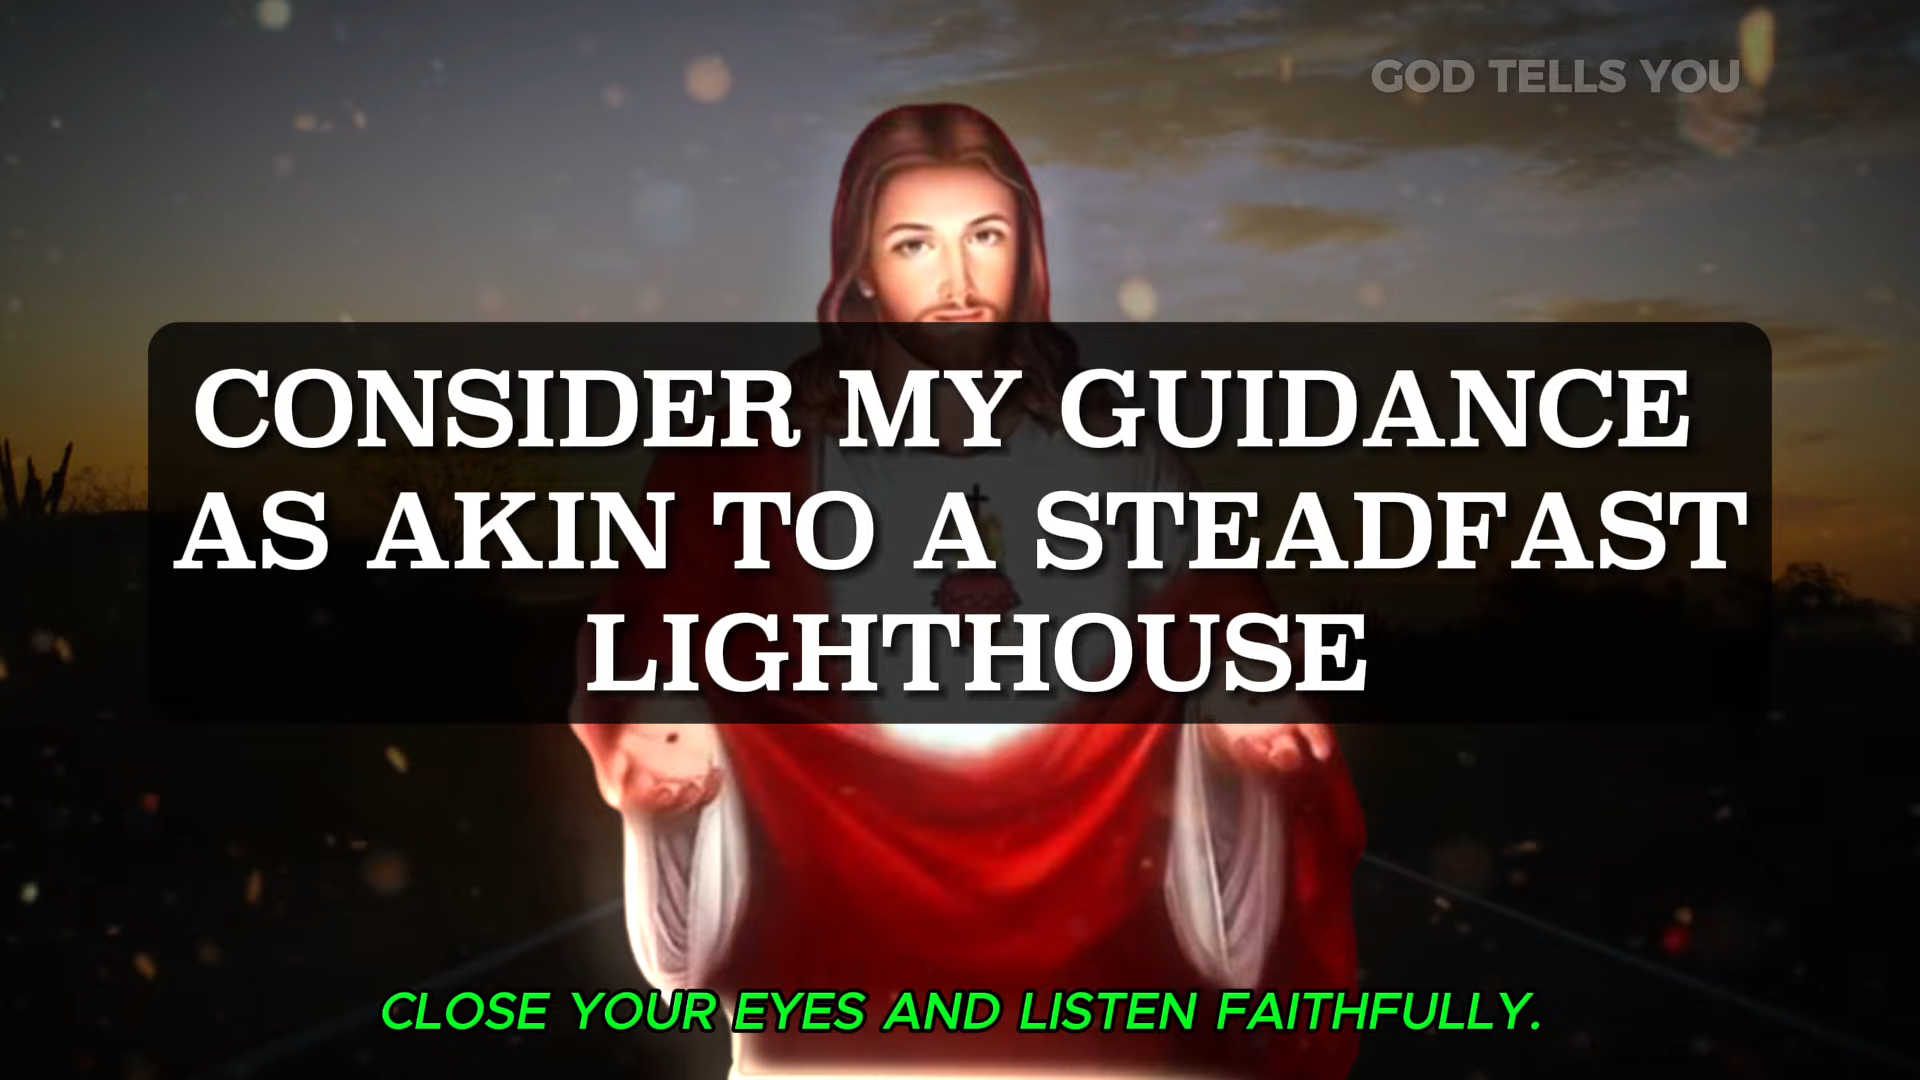 GOD TELLS YOU
CONSIDER MY GUIDANCE
AS AKIN TO A STEADFAST
LIGHTHOUSE
CLOSE YOUR EYES AND LISTEN FAITHFULLY.